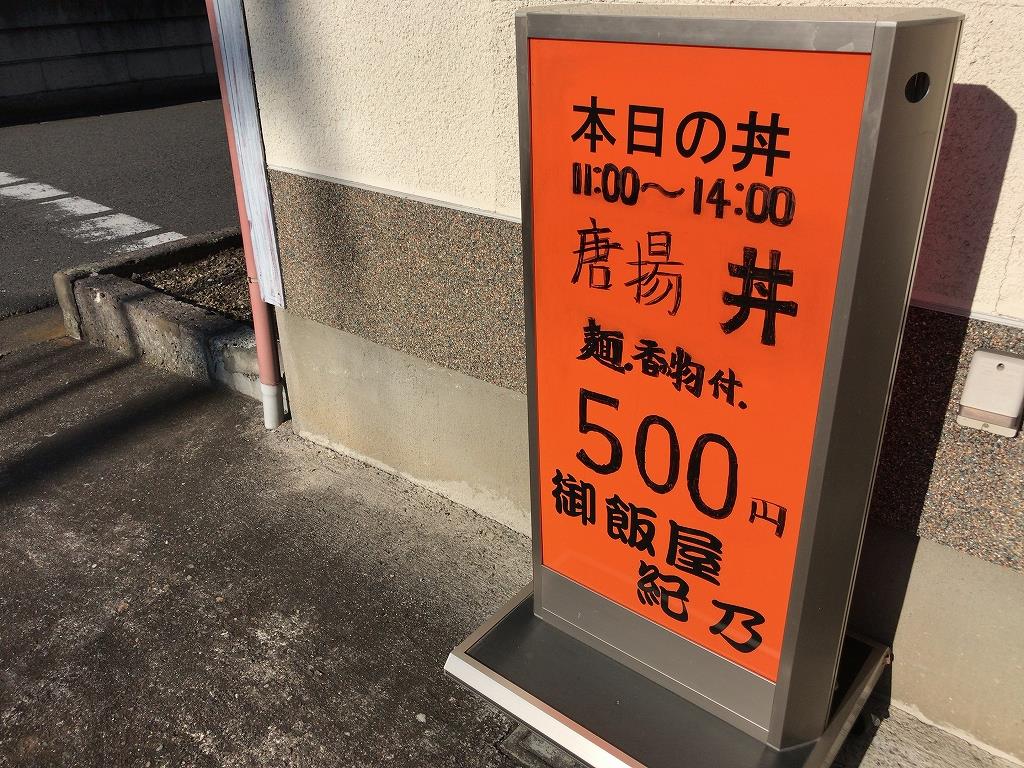 本日の丼
11:00～14:00
唐揚 丼
麺.香物付.
500円
御飯屋
紀乃